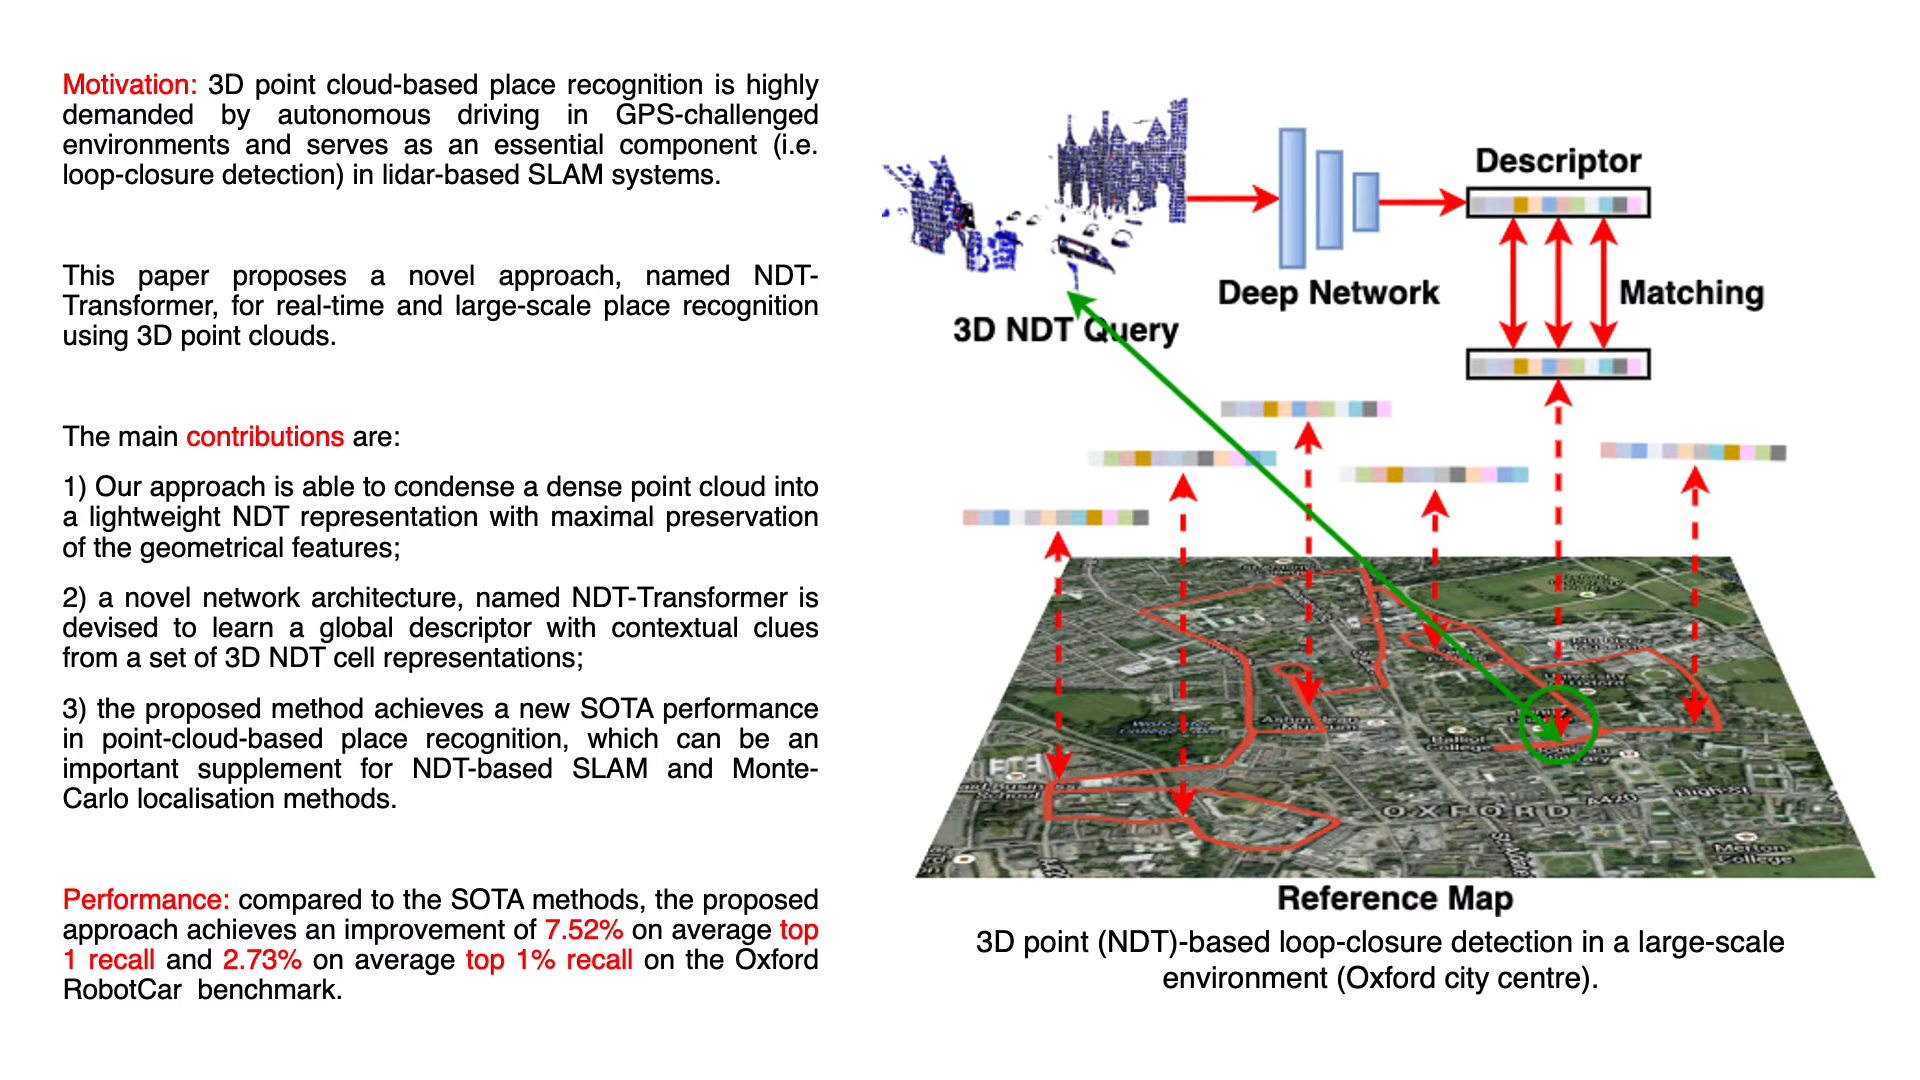 Motivation: 3D point cloud-based place recognition is highly
demanded by autonomous driving in GPS-challenged
environments and serves as an essential component (i.e.
loop-closure detection) in lidar-based SLAM systems.
This paper proposes a novel approach, named NDT-
Transformer, for real-time and large-scale place recognition
using 3D point clouds.
The main contributions are:
1) Our approach is able to condense a dense point cloud into
a lightweight NDT representation with maximal preservation
of the geometrical features;
2) a novel network architecture, named NDT-Transformer is
devised to learn a global descriptor with contextual clues
from a set of 3D NDT cell representations;
3) the proposed method achieves a new SOTA performance
in point-cloud-based place recognition, which can be an
important supplement for NDT-based SLAM and Monte-
Carlo localisation methods.
Performance: compared to the SOTA methods, the proposed
approach achieves an improvement of 7.52% on average top
1 recall and 2.73% on average top 1% recall on the Oxford
RobotCar benchmark.
Descriptor
Deep Network
Matching
3D NDT Query
Ashmolean
Museum
Balliol
College
OXFORD
A420
High St
Merton
College
Reference Map
3D point (NDT)-based loop-closure detection in a large-scale
environment (Oxford city centre).